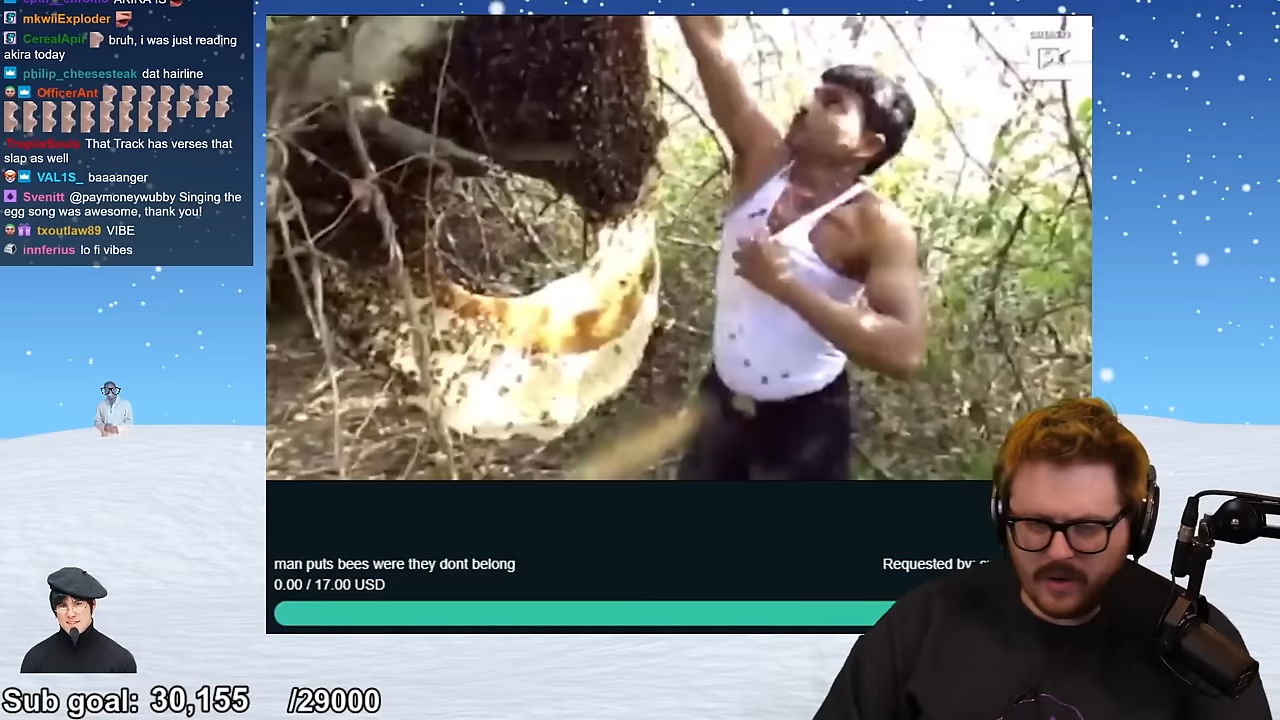 mkwiiExploder
CerealApii bruh, i was just reading
akira today
philip_cheesesteak dat hairline
OfficerAnt
That Track has verses that
slap as well
VAL1S_ baaaanger
Svenitt @paymoneywubby Singing the
egg song was awesome, thank you!
txoutlaw89 VIBE
innferius lo fi vibes
man puts bees were they dont belong
Requested by:
0.00 / 17.00 USD
Sub goal: 30,155 /29000